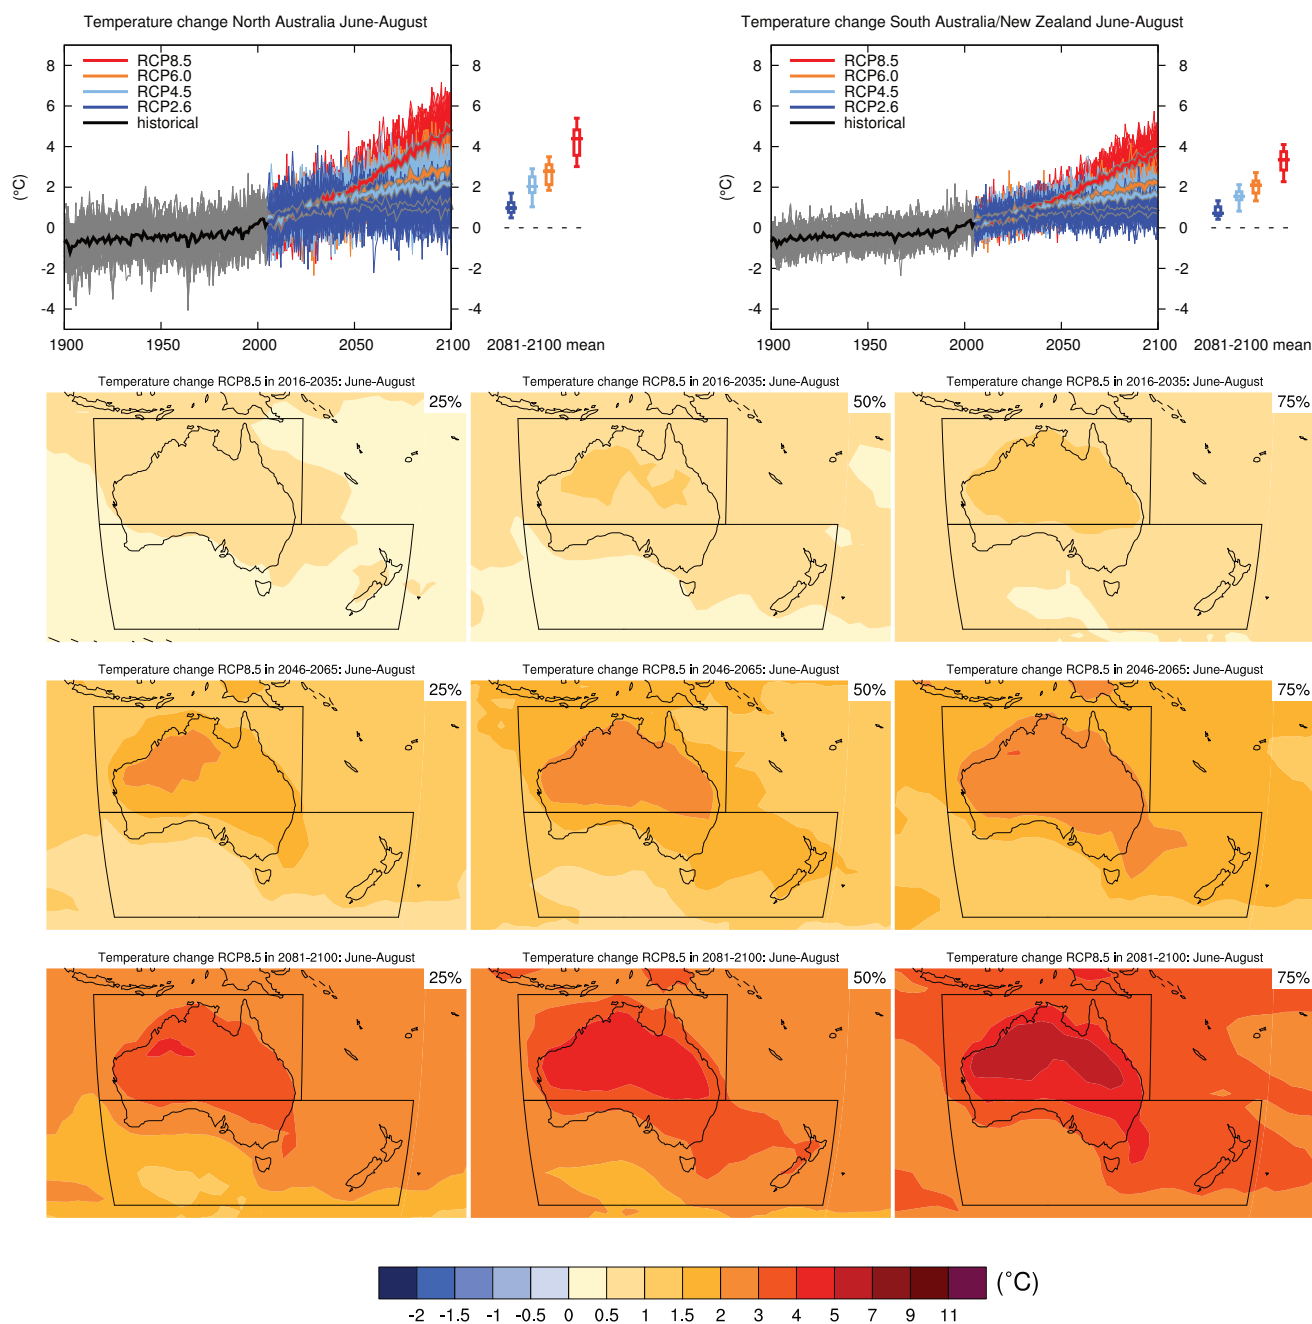 Temperature change North Australia June-August
Temperature change South Australia/New Zealand June-August
(°C)
8
6
4
2
0
-2
-4
RCP8.5
RCP6.0
RCP4.5
RCP2.6
historical
8
6
4
2
0
-2
-4
1900 1950 2000 2050 2100 2081-2100 mean
(°C)
8
6
4
2
0
-2
-4
RCP8.5
RCP6.0
RCP4.5
RCP2.6
historical
8
6
4
2
0
-2
-4
1900 1950 2000 2050 2100 2081-2100 mean
Temperature change RCP8.5 in 2016-2035: June-August
25%
Temperature change RCP8.5 in 2016-2035: June-August
50%
Temperature change RCP8.5 in 2016-2035: June-August
75%
Temperature change RCP8.5 in 2046-2065: June-August
25%
Temperature change RCP8.5 in 2046-2065: June-August
50%
Temperature change RCP8.5 in 2046-2065: June-August
75%
Temperature change RCP8.5 in 2081-2100: June-August
25%
Temperature change RCP8.5 in 2081-2100: June-August
50%
Temperature change RCP8.5 in 2081-2100: June-August
75%
(°C)
-2 -1.5 -1 -0.5 0 0.5 1 1.5 2 3 4 5 7 9 11